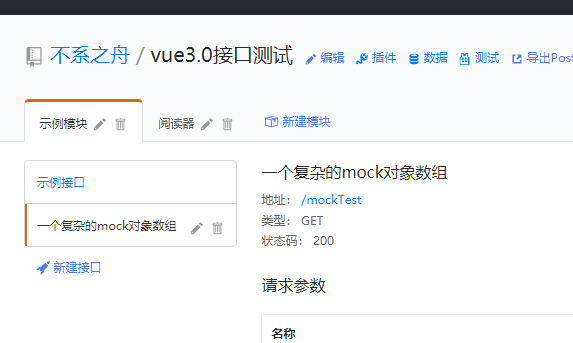 不系之舟 / vue3.0接口测试 编辑 插件 数据 测试 导出Post
示例模块 阅读器 新建模块
示例接口
一个复杂的mock对象数组
新建接口
一个复杂的mock对象数组
地址： /mockTest
类型： GET
状态码： 200
请求参数
名称